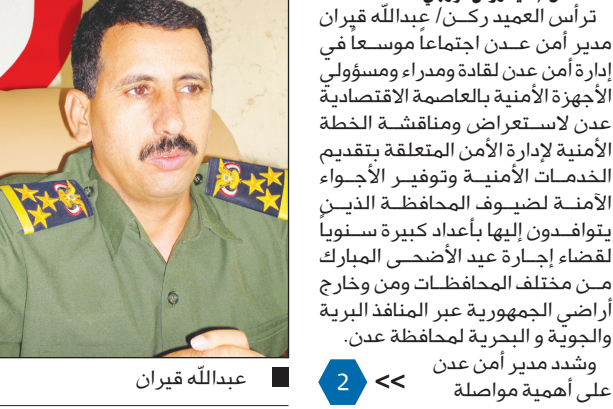 ترأس العميد ركن/ عبدالله قيران
مدير أمن عدن اجتماعاً موسعاً في
إدارة أمن عدن لقادة ومدراء ومسؤولي
الأجهزة الأمنية بالعاصمة الاقتصادية
عدن لاستعراض ومناقشة الخطة
الأمنية لإدارة الأمن المتعلقة بتقديم
الخدمات الأمنية وتوفير الأجواء
الآمنة لضيوف المحافظة الذين
يتوافدون إليها بأعداد كبيرة سنوياً
لقضاء إجازة عيد الأضحى المبارك
من مختلف المحافظات ومن وخارج
أراضي الجمهورية عبر المنافذ البرية
والجوية و البحرية لمحافظة عدن.
وشدد مدير أمن عدن
على أهمية مواصلة
>> 2
عبدالله قيران